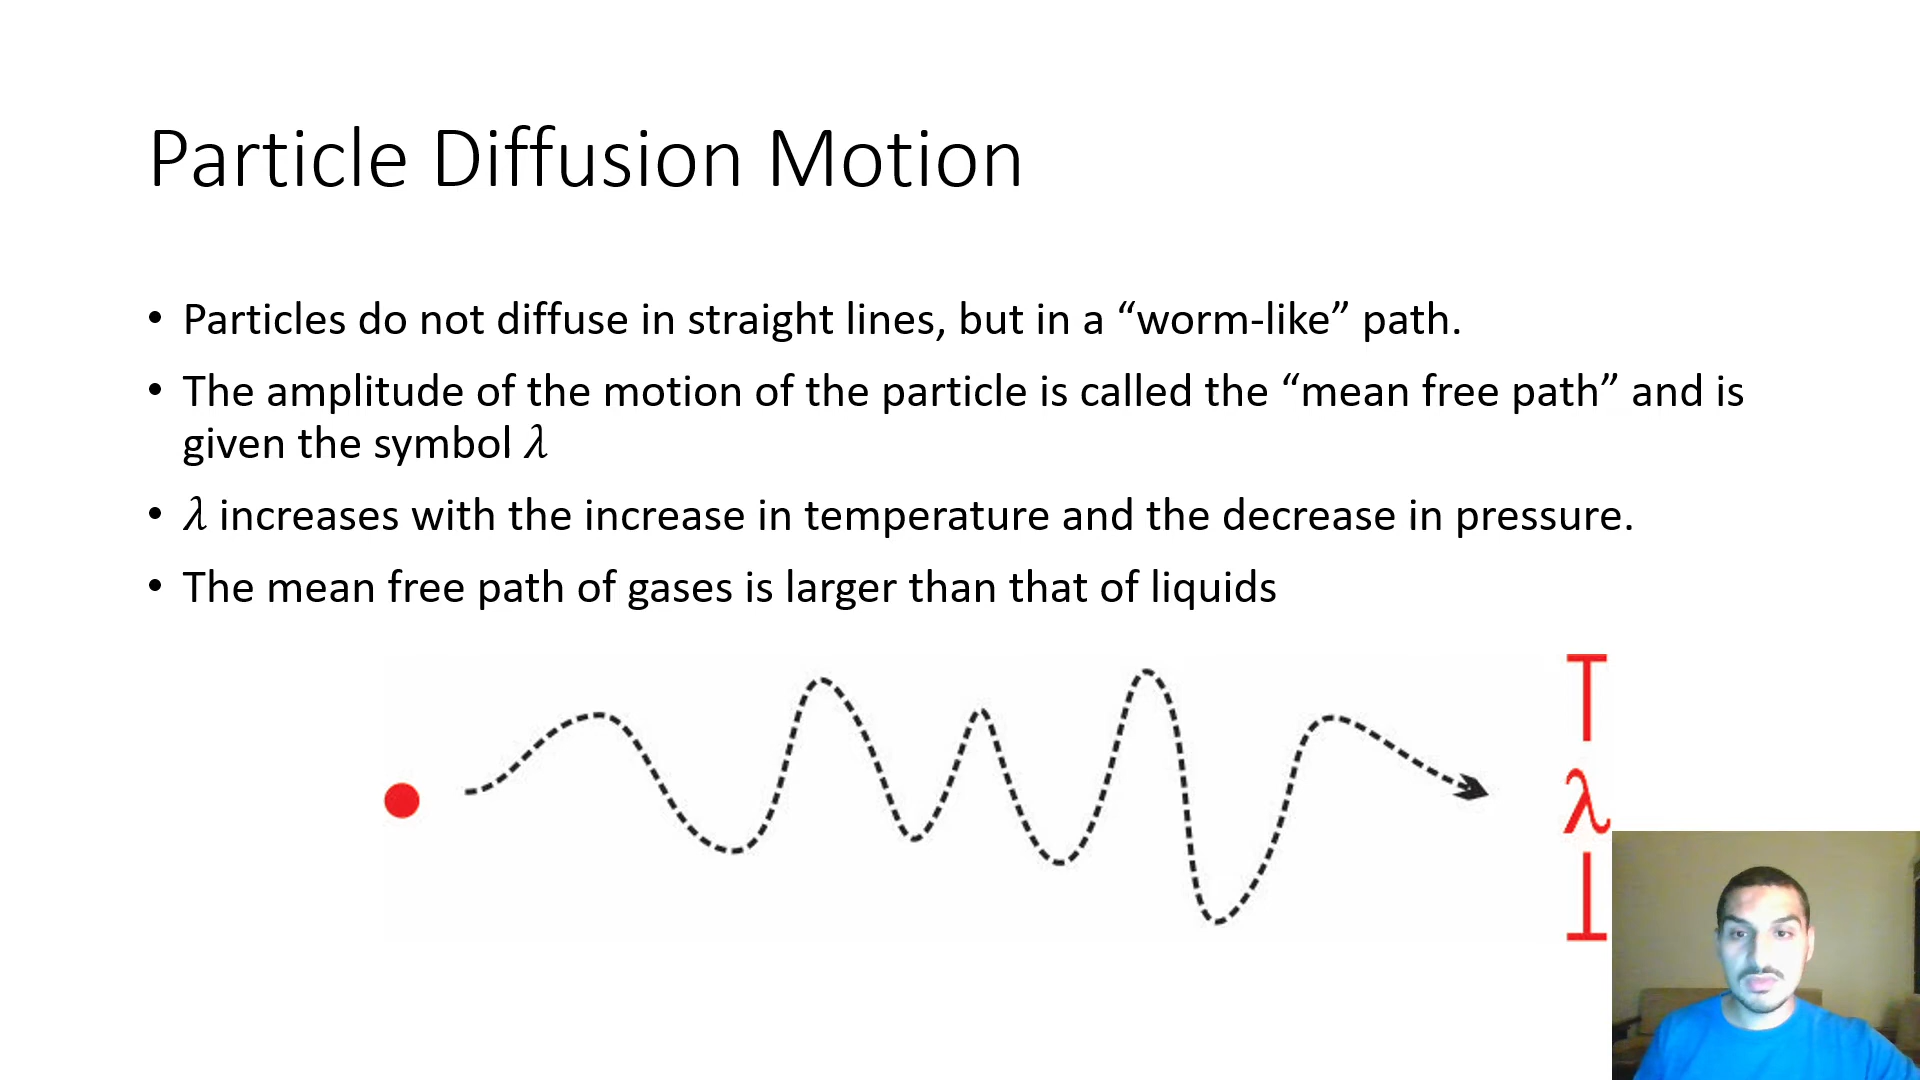 Particle Diffusion Motion
• Particles do not diffuse in straight lines, but in a “worm-like” path.
• The amplitude of the motion of the particle is called the “mean free path” and is
given the symbol λ
• λ increases with the increase in temperature and the decrease in pressure.
• The mean free path of gases is larger than that of liquids
λ